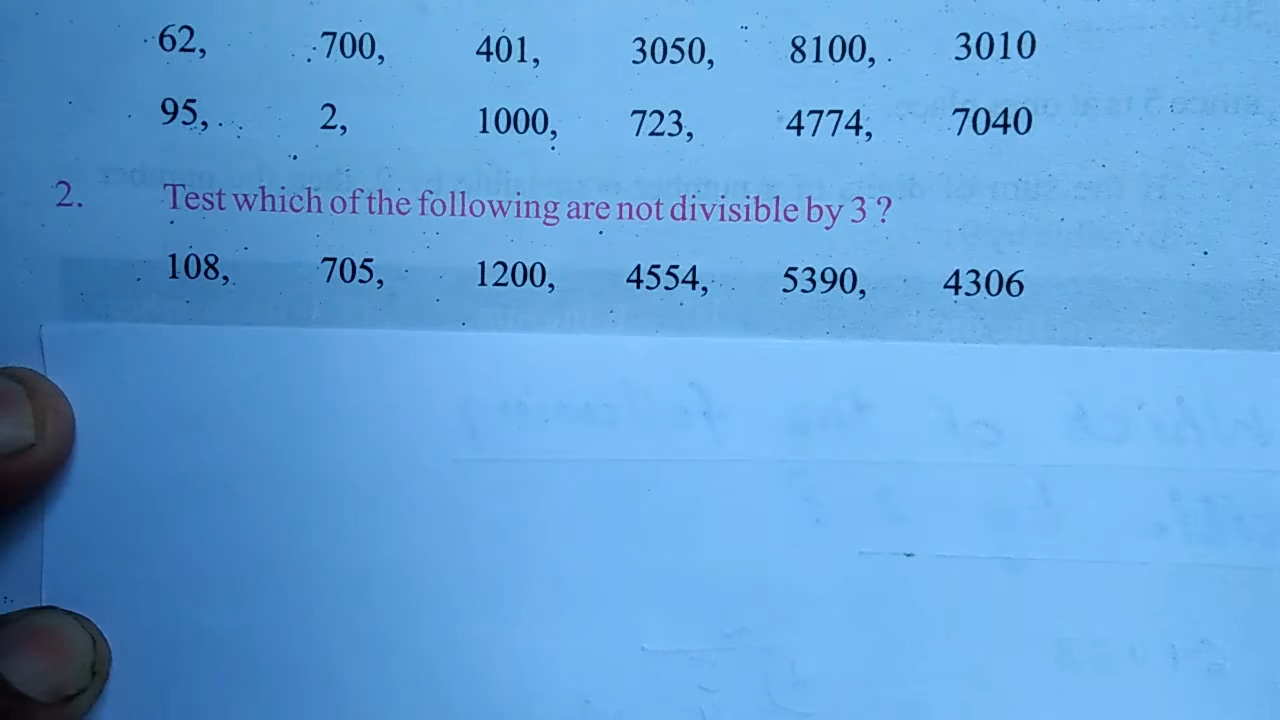 62, 700, 401, 3050, 8100, 3010
95, 2, 1000, 723, 4774, 7040
2. Test which of the following are not divisible by 3 ?
108, 705, 1200, 4554, 5390, 4306